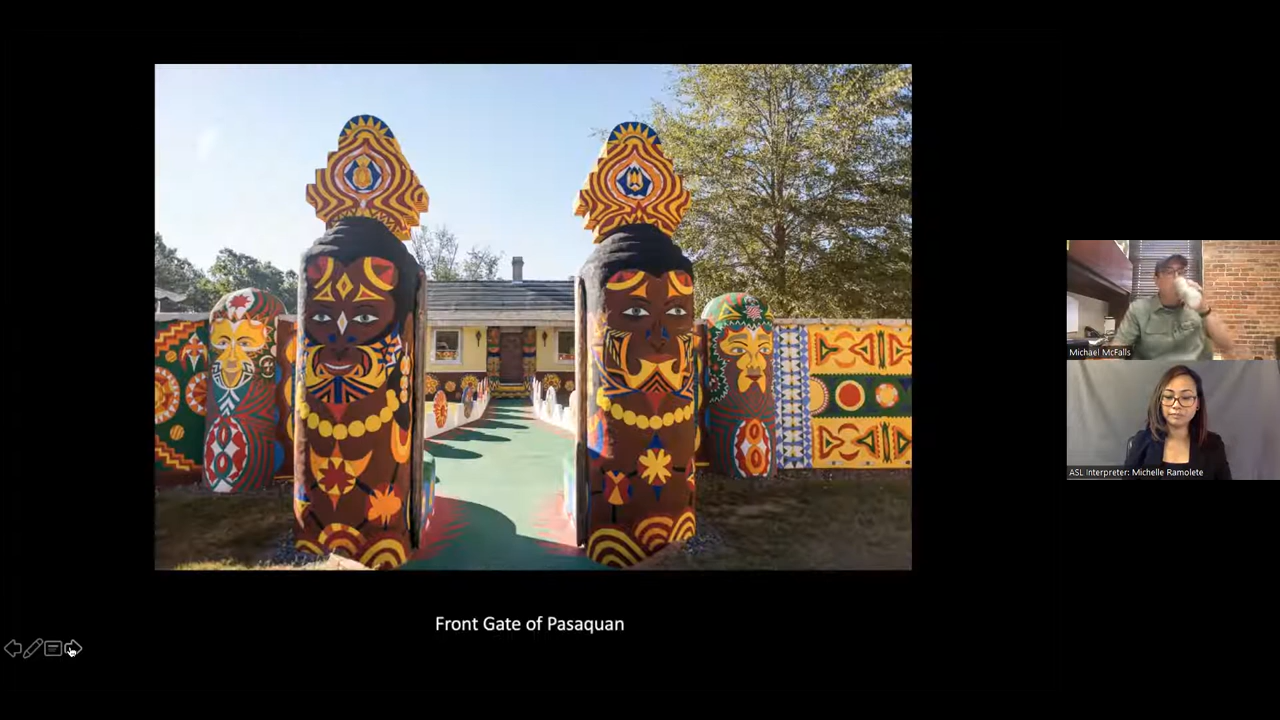 Michael McFalls
ASL Interpreter: Michelle Ramolete
Front Gate of Pasaquan